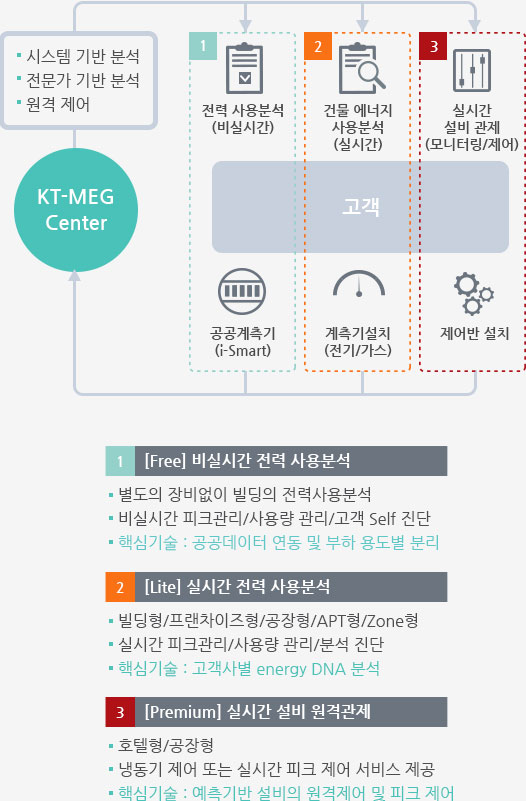 · 시스템 기반 분석
· 전문가 기반 분석
· 원격 제어
KT-MEG
Center
1
전력 사용분석
(비실시간)
2
건물 에너지
사용분석
(실시간)
3
실시간
설비 관제
(모니터링/제어)
고객
공공계측기
(i-Smart)
계측기설치
(전기/가스)
제어반 설치
1 [Free] 비실시간 전력 사용분석
· 별도의 장비없이 빌딩의 전력사용분석
· 비실시간 피크관리/사용량 관리/고객 Self 진단
· 핵심기술 : 공공데이터 연동 및 부하 용도별 분리
2 [Lite] 실시간 전력 사용분석
· 빌딩형/프랜차이즈형/공장형/APT형/Zone형
· 실시간 피크관리/사용량 관리/분석 진단
· 핵심기술 : 고객사별 energy DNA 분석
3 [Premium] 실시간 설비 원격관제
· 호텔형/공장형
· 냉동기 제어 또는 실시간 피크 제어 서비스 제공
· 핵심기술 : 예측기반 설비의 원격제어 및 피크 제어